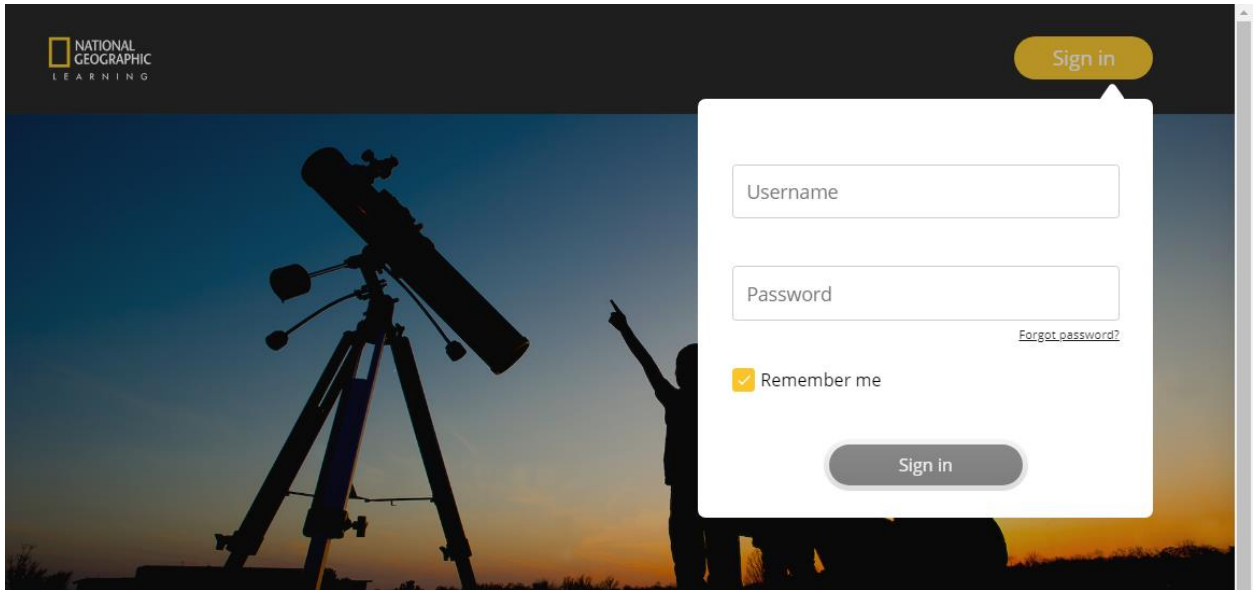 NATIONAL
GEOGRAPHIC
LEARNING
Sign in
Username
Password
Forgot password?
Remember me
Sign in